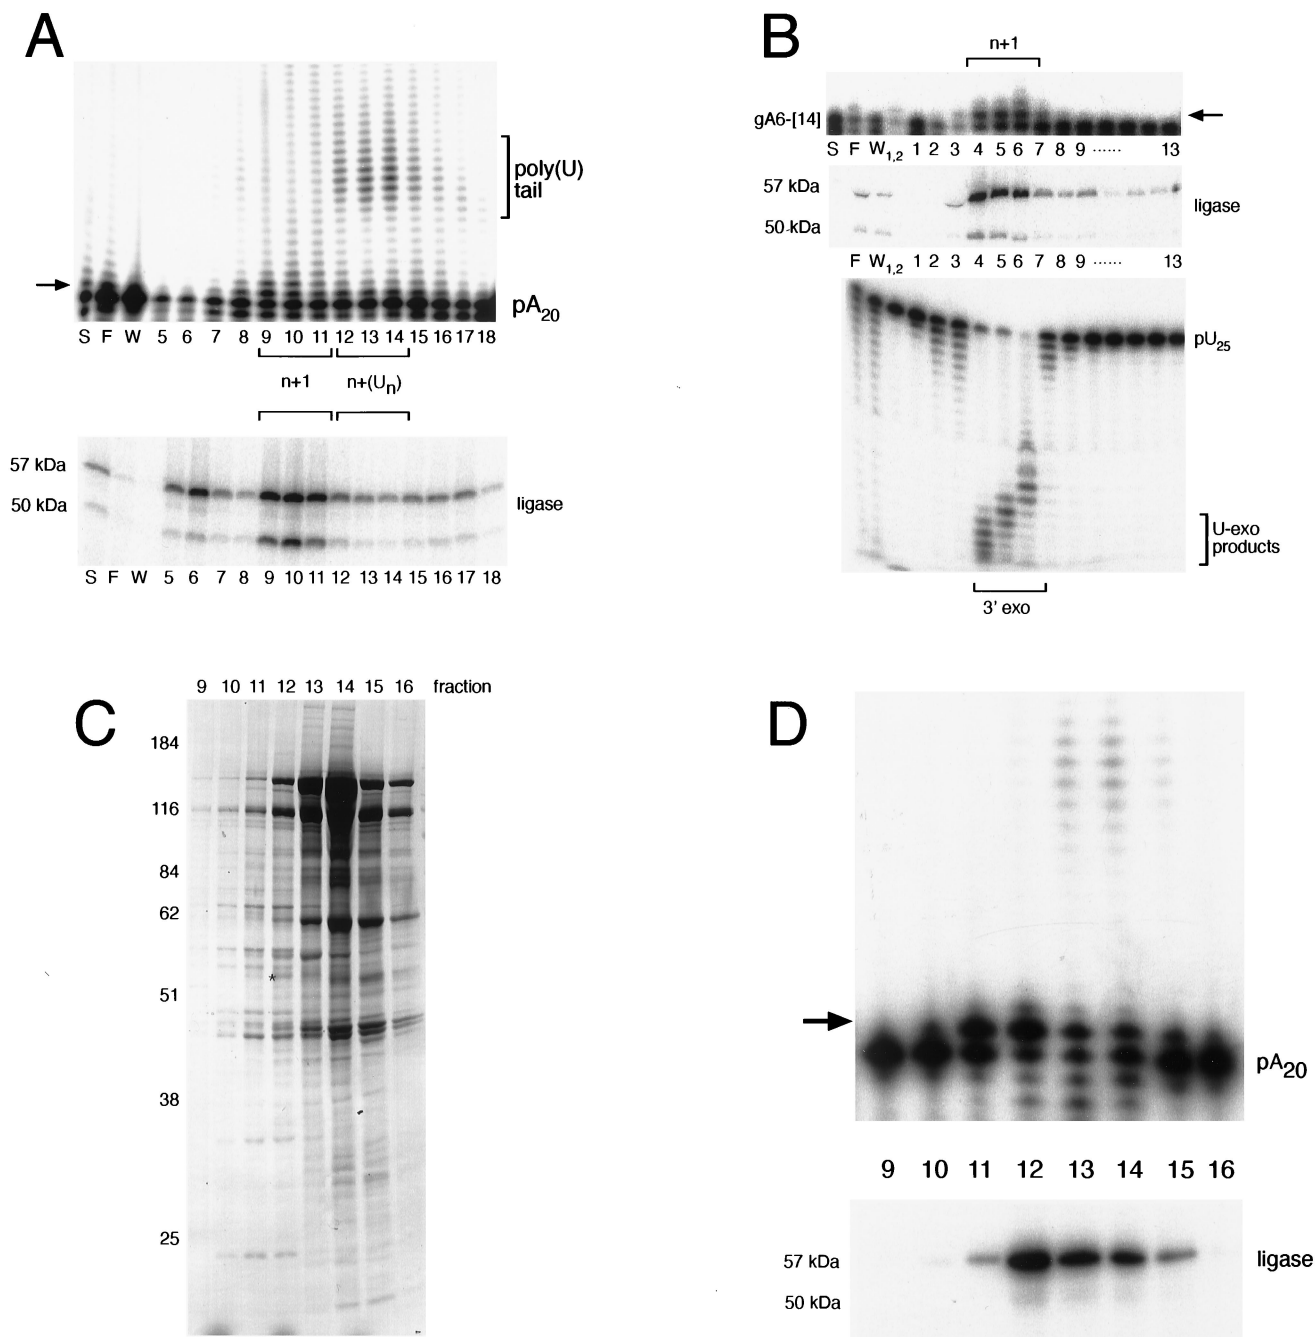 A
poly(U)
tail
pA20
S F W 5 6 7 8 9 10 11 12 13 14 15 16 17 18
n+1 n+(Un)
57 kDa
50 kDa
ligase
S F W 5 6 7 8 9 10 11 12 13 14 15 16 17 18
B
n+1
gA6-[14]
S F W1,2 1 2 3 4 5 6 7 8 9 ······ 13
57 kDa
50 kDa
ligase
F W1,2 1 2 3 4 5 6 7 8 9 ······ 13
pU25
U-exo
products
3' exo
C
9 10 11 12 13 14 15 16 fraction
184
116
84
62
*
51
38
25
D
pA20
9 10 11 12 13 14 15 16
57 kDa
50 kDa
ligase